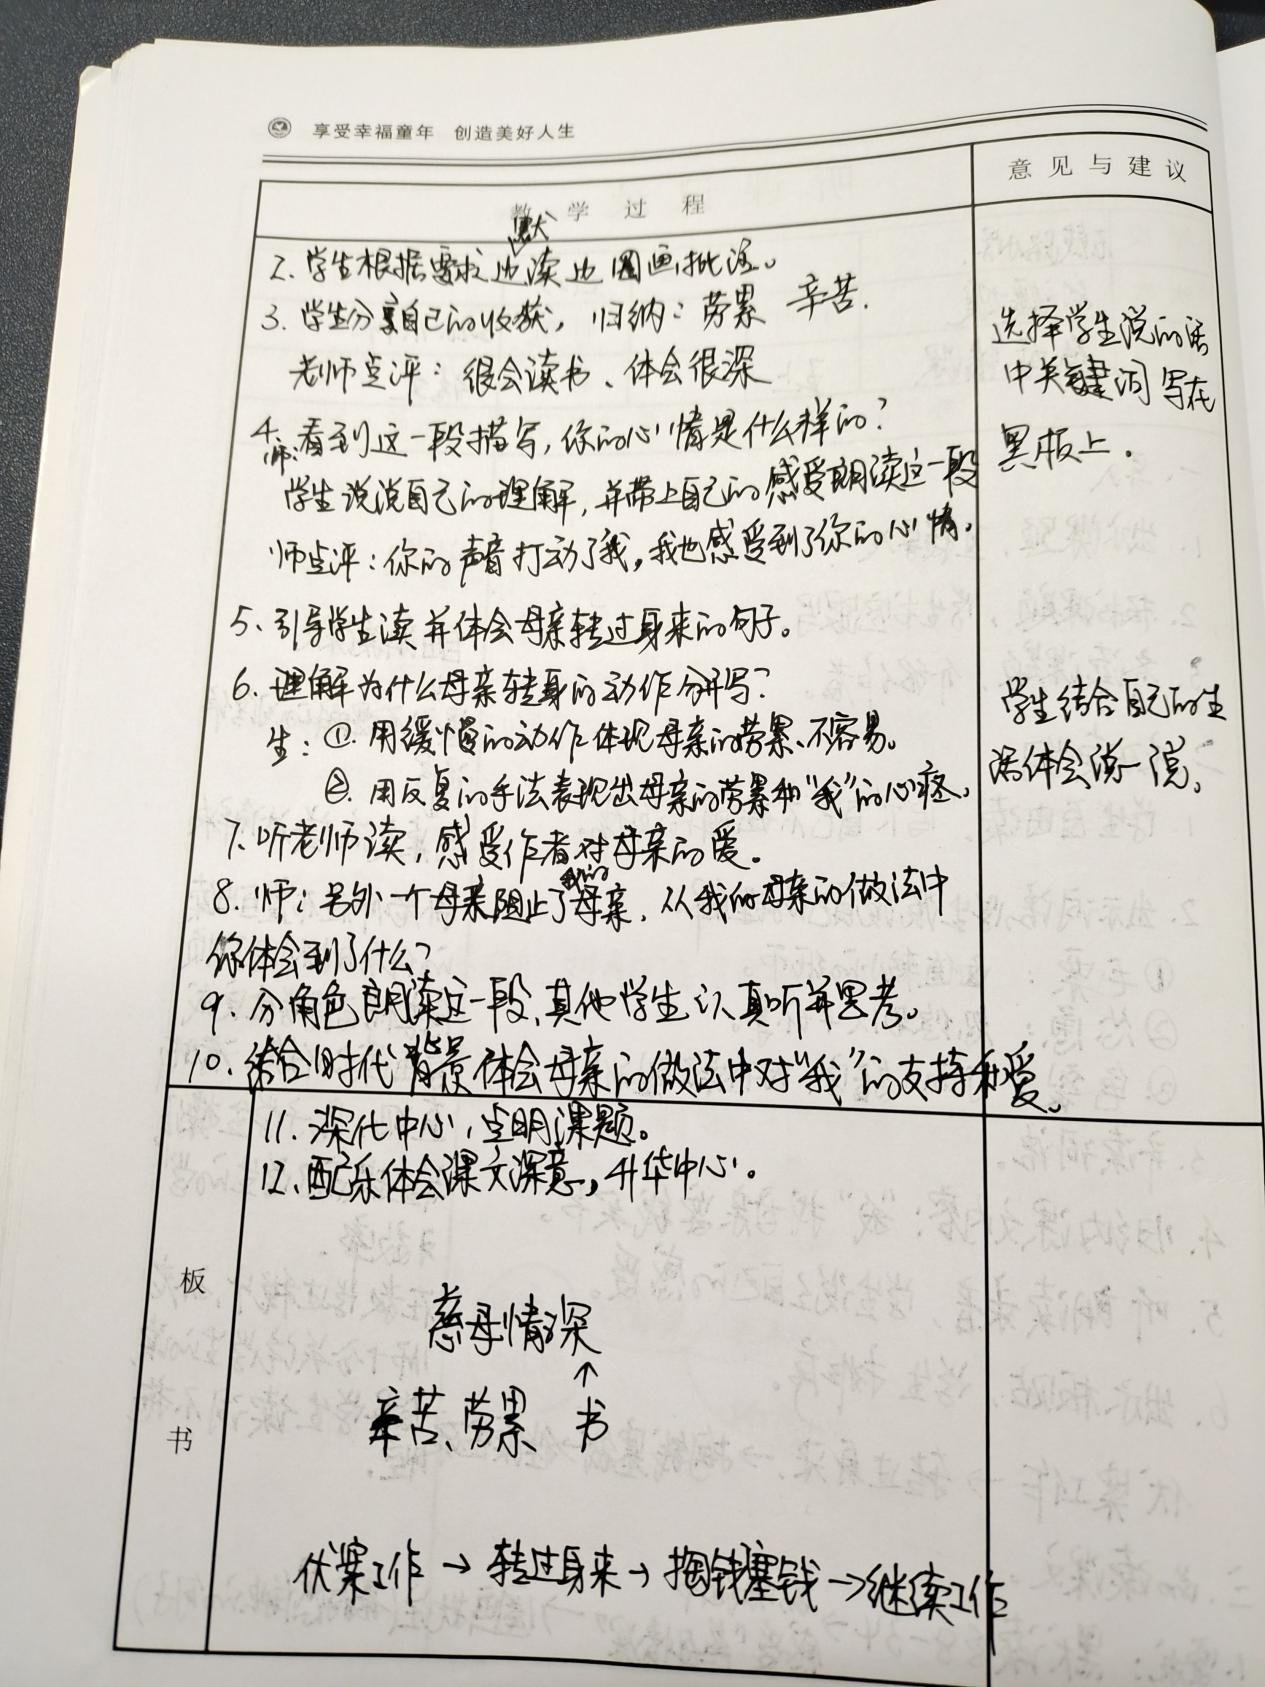 享受幸福童年 创造美好人生
教学过程
意见与建议
默
2. 学生根据要求边读边圈画批注。
3. 学生分享自己的收获，归纳：劳累 辛苦.
老师点评：很会读书、体会很深
4. 师：看到这一段描写，你的心情是什么样的？
学生说说自己的理解，并带上自己的感受朗读这一段
师点评：你的声音打动了我，我也感受到了你的心情。
5、引导学生读并体会母亲转过身来的句子。
6. 理解为什么母亲转身的动作分开写？
生：①. 用缓慢的动作体现母亲的劳累、不容易。
②. 用反复的手法表现出母亲的劳累和“我”的心疼。
7. 听老师读，感受作者对母亲的爱。
我的
8. 师：另外一个母亲阻止了母亲，从我的母亲的做法中
你体会到了什么？
9. 分角色朗读这一段、其他学生认真听并思考。
10. 结合时代背景体会母亲的做法中对“我”的支持和爱。
选择学生说的话
中关键词写在
黑板上.
学生结合自己的生
活体会说一说。
11. 深化中心，点明课题。
12、配乐体会课文深意，升华中心。
板书
慈母情深
↑
辛苦、劳累 书
伏案工作 → 转过身来 → 掏钱塞钱 → 继续工作